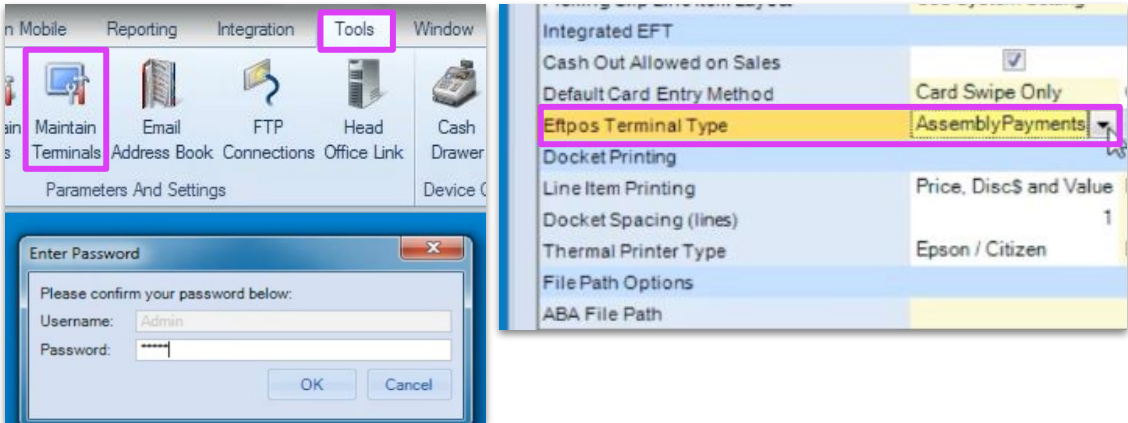 n Mobile Reporting Integration Tools Window
ain Maintain Email FTP Head Cash
s Terminals Address Book Connections Office Link Drawer
Parameters And Settings Device
Enter Password
Please confirm your password below:
Username: Admin
Password: *****
OK Cancel
Integrated EFT
Cash Out Allowed on Sales
Default Card Entry Method Card Swipe Only
Eftpos Terminal Type AssemblyPayments
Docket Printing
Line Item Printing Price, Disc$ and Value
Docket Spacing (lines) 1
Thermal Printer Type Epson / Citizen
File Path Options
ABA File Path